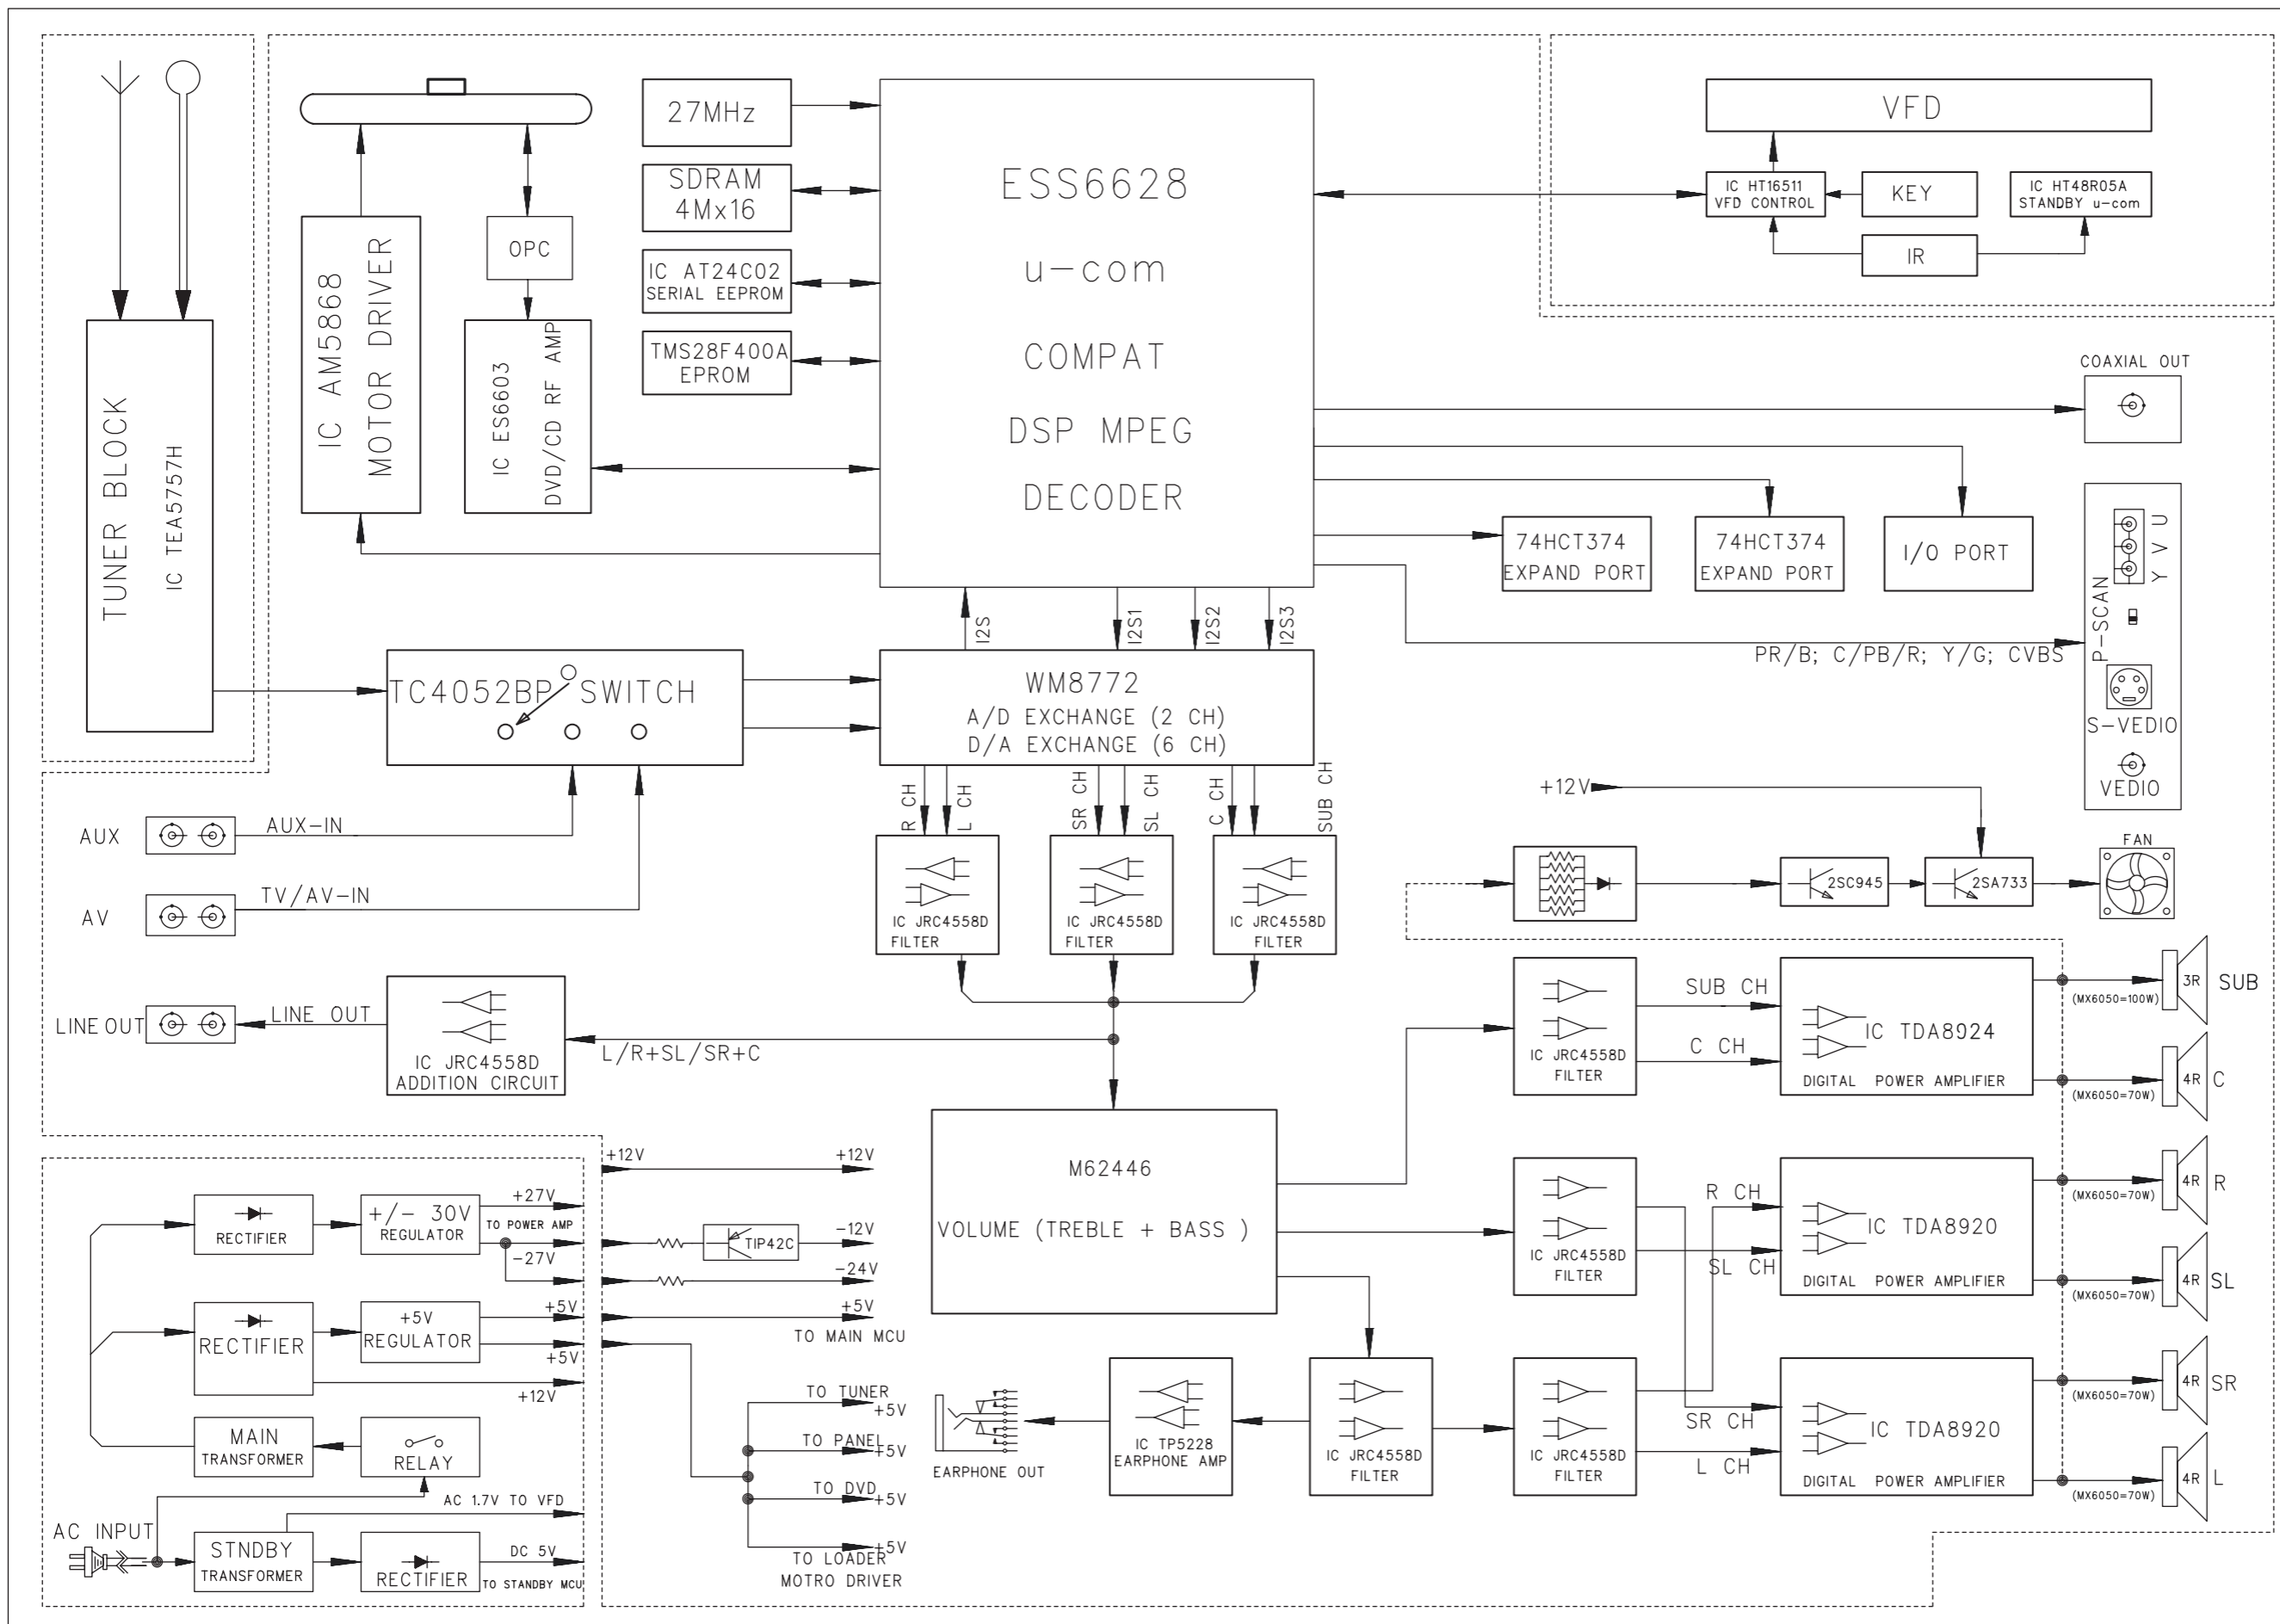 TUNER BLOCK
IC TEA5757H
IC AM5868
MOTOR DRIVER
OPC
IC ES6603
DVD/CD RF AMP
27MHz
SDRAM
4Mx16
IC AT24C02
SERIAL EEPROM
TMS28F400A
EPROM
ESS6628
u-com
COMPAT
DSP MPEG
DECODER
VFD
IC HT16511
VFD CONTROL
KEY
IC HT48R05A
STANDBY u-com
IR
COAXIAL OUT
74HCT374
EXPAND PORT
74HCT374
EXPAND PORT
I/O PORT
P-SCAN
Y V U
S-VEDIO
VEDIO
PR/B; C/PB/R; Y/G; CVBS
I2S
I2S1
I2S2
I2S3
TC4052BP SWITCH
WM8772
A/D EXCHANGE (2 CH)
D/A EXCHANGE (6 CH)
R CH
L CH
SR CH
SL CH
C CH
SUB CH
AUX
AUX-IN
AV
TV/AV-IN
IC JRC4558D
FILTER
IC JRC4558D
FILTER
IC JRC4558D
FILTER
+12V
2SC945
2SA733
FAN
LINE OUT
LINE OUT
IC JRC4558D
ADDITION CIRCUIT
L/R+SL/SR+C
IC JRC4558D
FILTER
SUB CH
C CH
IC TDA8924
DIGITAL POWER AMPLIFIER
(MX6050=100W)
3R
SUB
(MX6050=70W)
4R
C
M62446
VOLUME (TREBLE + BASS )
IC JRC4558D
FILTER
R CH
SL CH
IC TDA8920
DIGITAL POWER AMPLIFIER
(MX6050=70W)
4R
R
(MX6050=70W)
4R
SL
IC JRC4558D
FILTER
SR CH
L CH
IC TDA8920
DIGITAL POWER AMPLIFIER
(MX6050=70W)
4R
SR
(MX6050=70W)
4R
L
EARPHONE OUT
IC TP5228
EARPHONE AMP
IC JRC4558D
FILTER
RECTIFIER
+/- 30V
REGULATOR
+27V
TO POWER AMP
-27V
RECTIFIER
+5V
REGULATOR
+5V
+5V
+12V
MAIN
TRANSFORMER
RELAY
AC 1.7V TO VFD
AC INPUT
STNDBY
TRANSFORMER
RECTIFIER
DC 5V
TO STANDBY MCU
+12V
+12V
TIP42C
-12V
-24V
+5V
TO MAIN MCU
TO TUNER
+5V
TO PANEL
+5V
TO DVD
+5V
+5V
TO LOADER
MOTRO DRIVER